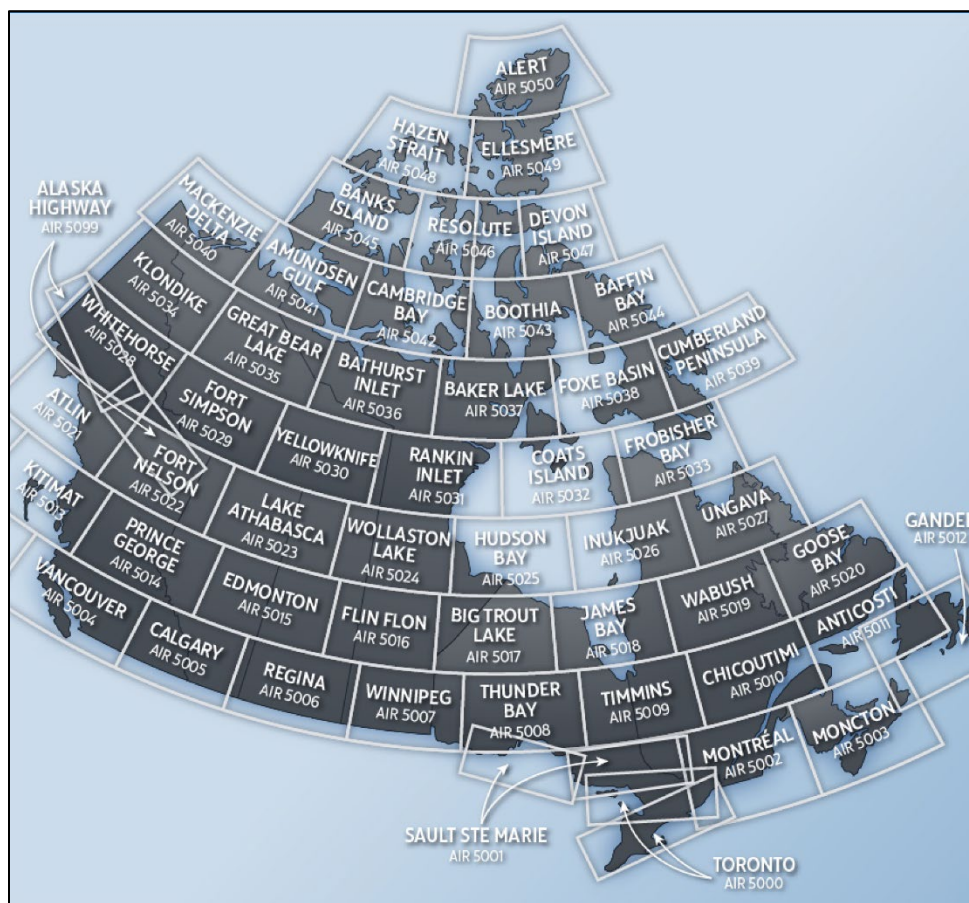 ALERT
AIR 5050
HAZEN
STRAIT
AIR 5048
ELLESMERE
AIR 5049
ALASKA
HIGHWAY
AIR 5099
MACKENZIE
DELTA
AIR 5040
BANKS
ISLAND
AIR 5045
RESOLUTE
AIR 5046
DEVON
ISLAND
AIR 5047
KLONDIKE
AIR 5034
AMUNDSEN
GULF
AIR 5041
CAMBRIDGE
BAY
AIR 5042
BOOTHIA
AIR 5043
BAFFIN
BAY
AIR 5044
WHITEHORSE
AIR 5028
GREAT BEAR
LAKE
AIR 5035
BATHURST
INLET
AIR 5036
BAKER LAKE
AIR 5037
FOXE BASIN
AIR 5038
CUMBERLAND
PENINSULA
AIR 5039
ATLIN
AIR 5021
FORT
SIMPSON
AIR 5029
YELLOWKNIFE
AIR 5030
RANKIN
INLET
AIR 5031
COATS
ISLAND
AIR 5032
FROBISHER
BAY
AIR 5033
KITIMAT
FORT
NELSON
AIR 5022
LAKE
ATHABASCA
AIR 5023
WOLLASTON
LAKE
AIR 5024
HUDSON
BAY
AIR 5025
INUKJUAK
AIR 5026
UNGAVA
AIR 5027
GANDER
AIR 5012
VANCOUVER
AIR 5004
PRINCE
GEORGE
AIR 5014
EDMONTON
AIR 5015
FLIN FLON
AIR 5016
BIG TROUT
LAKE
AIR 5017
JAMES
BAY
AIR 5018
WABUSH
AIR 5019
GOOSE
BAY
AIR 5020
CALGARY
AIR 5005
REGINA
AIR 5006
WINNIPEG
AIR 5007
THUNDER
BAY
AIR 5008
TIMMINS
AIR 5009
CHICOUTIMI
AIR 5010
ANTICOSTI
AIR 5011
MONTRÉAL
AIR 5002
MONCTON
AIR 5003
SAULT STE MARIE
AIR 5001
TORONTO
AIR 5000